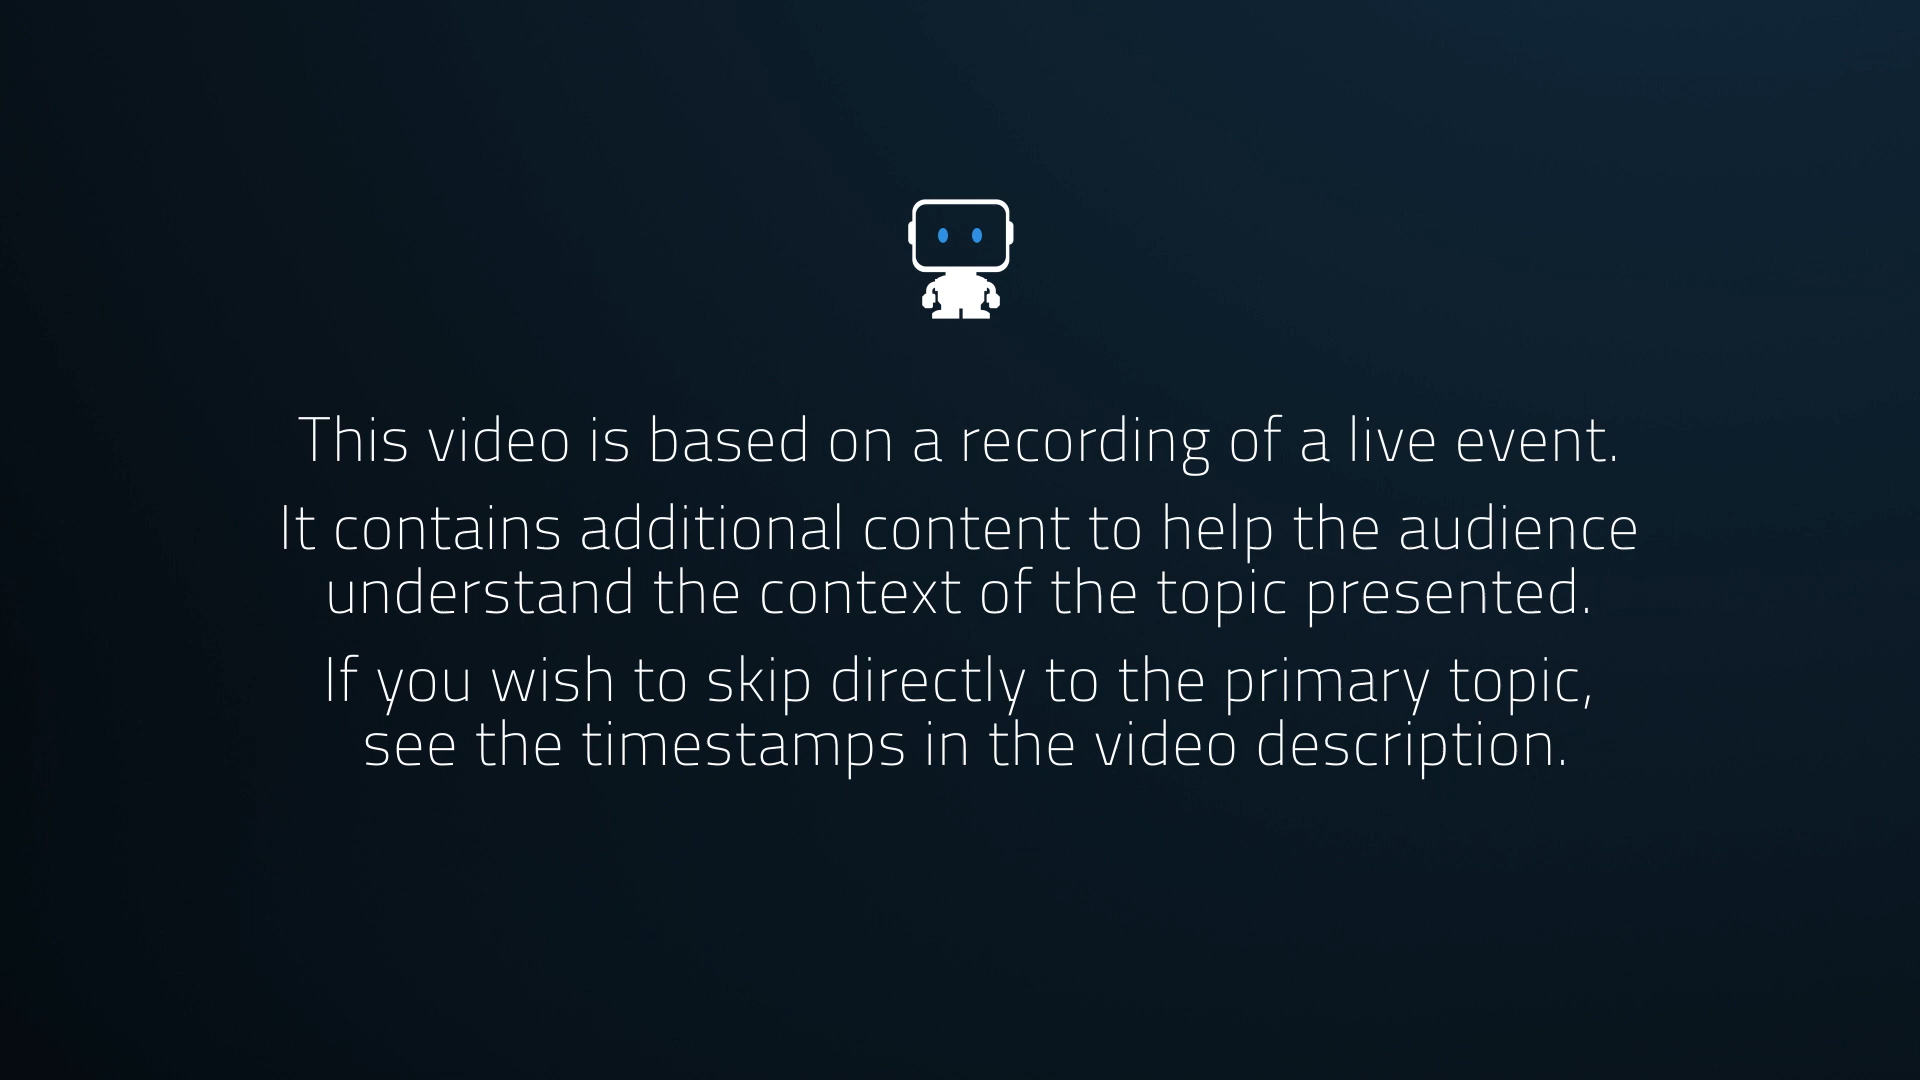 This video is based on a recording of a live event.
It contains additional content to help the audience
understand the context of the topic presented.
If you wish to skip directly to the primary topic,
see the timestamps in the video description.